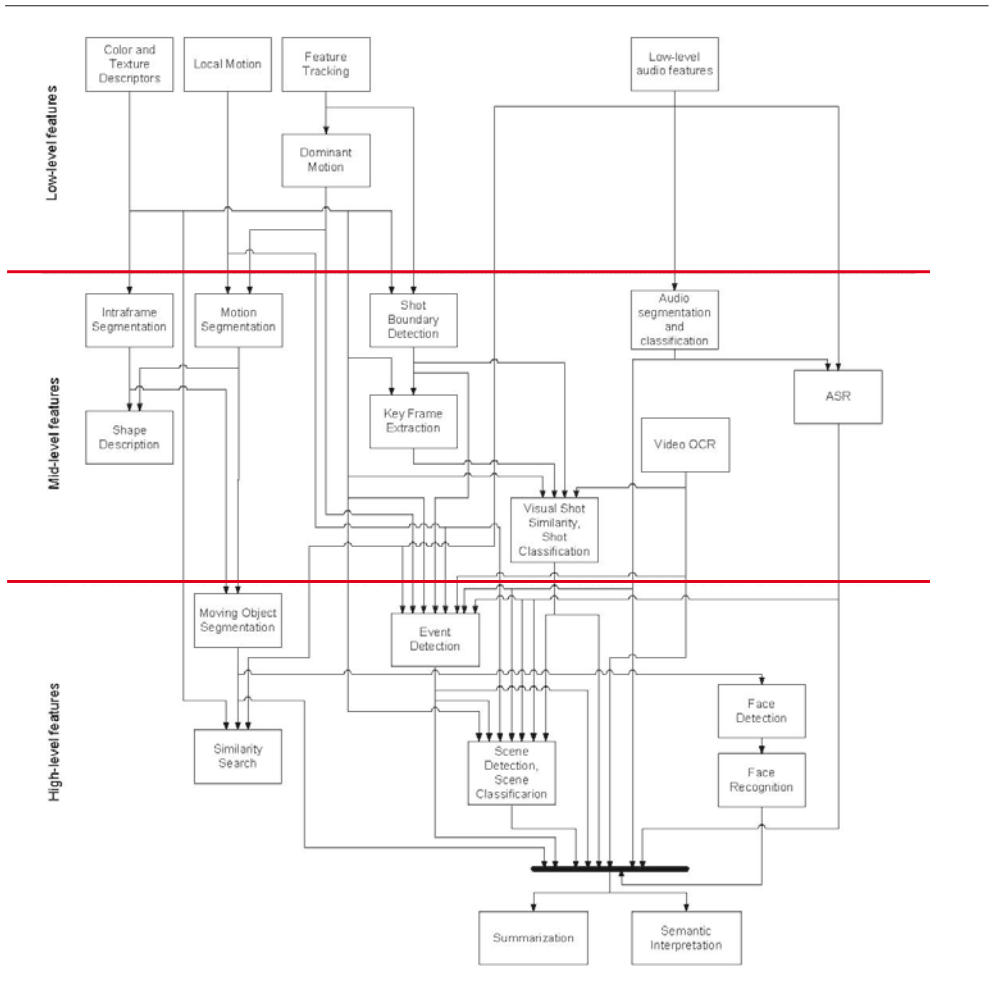 Color and
Texture
Descriptors
Local Motion
Feature
Tracking
Low-level
audio features
Low-level features
Dominant
Motion
Intraframe
Segmentation
Motion
Segmentation
Shot
Boundary
Detection
Audio
segmentation
and
classification
Mid-level features
ASR
Shape
Description
Key Frame
Extraction
Video OCR
Visual Shot
Similarity,
Shot
Classification
Moving Object
Segmentation
Event
Detection
High-level features
Face
Detection
Similarity
Search
Scene
Detection,
Scene
Classificarion
Face
Recognition
Summarization
Semantic
Interpretation